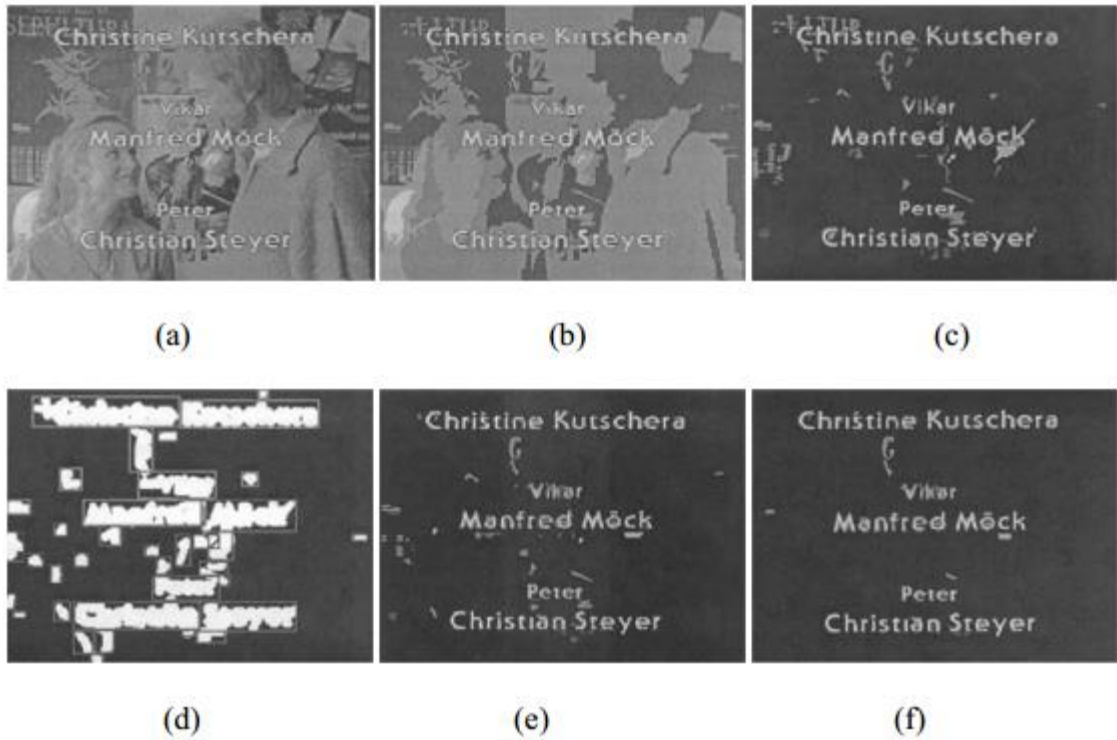 SEPULTURA
Christine Kutschera
Vikar
Manfred Möck
Peter
Christian Steyer
Christine Kutschera
Vikar
Manfred Möck
Peter
Christian Steyer
Christine Kutschera
Vikar
Manfred Möck
Peter
Christian Steyer
(a) (b) (c)
Christine Kutschera
G
Vikar
Manfred Möck
Peter
Christian Steyer
Christine Kutschera
G
Vikar
Manfred Möck
Peter
Christian Steyer
(d) (e) (f)